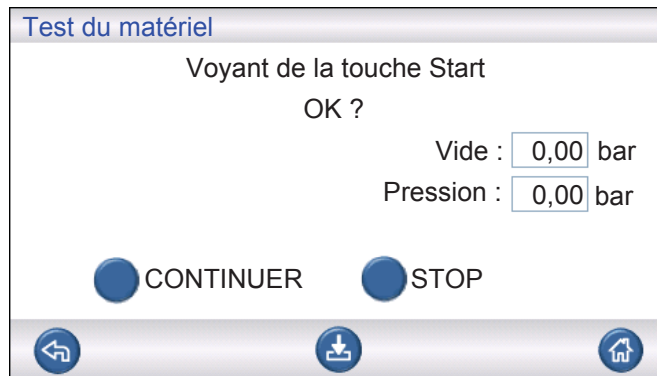 Test du matériel
Voyant de la touche Start
OK ?
Vide : 0,00 bar
Pression : 0,00 bar
CONTINUER STOP